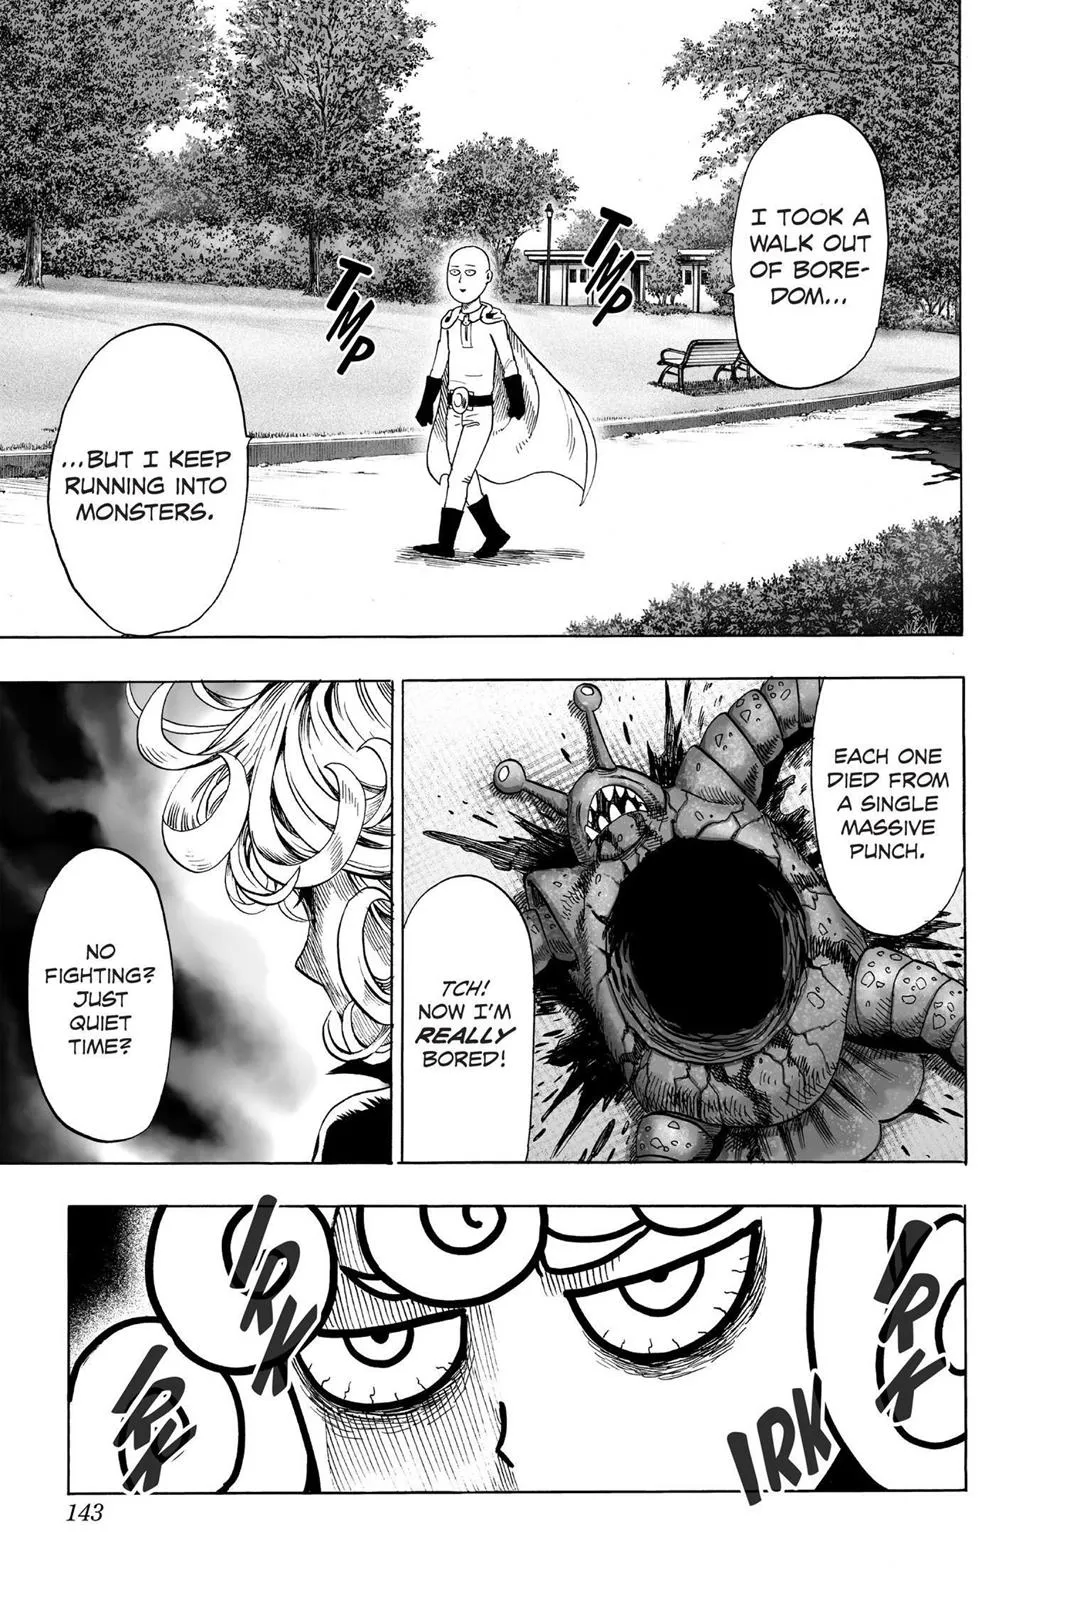 I TOOK A
WALK OUT
OF BORE-
DOM...
TMP
TMP
...BUT I KEEP
RUNNING INTO
MONSTERS.
EACH ONE
DIED FROM
A SINGLE
MASSIVE
PUNCH.
TCH!
NOW I'M
REALLY
BORED!
NO
FIGHTING?
JUST
QUIET
TIME?
IRK
IRK
IRK
IRK
143